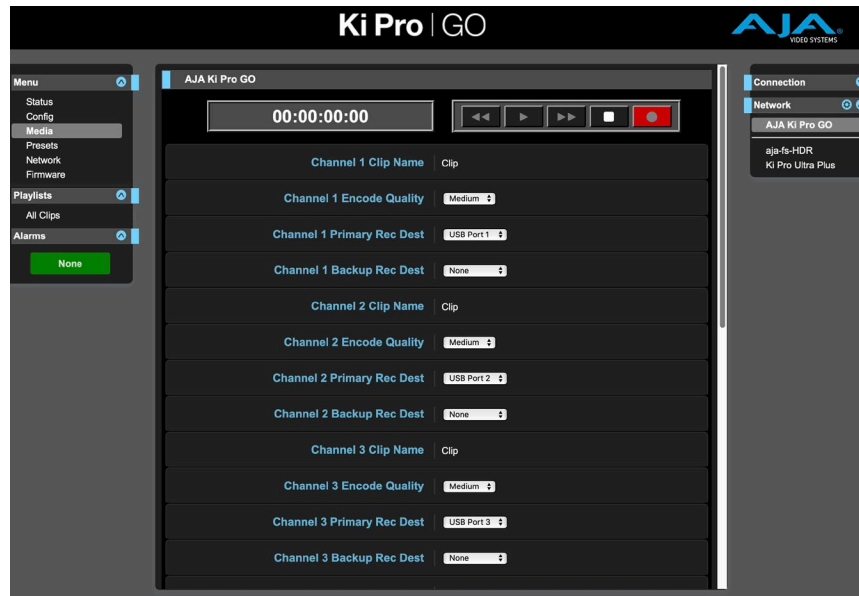 Ki Pro | GO
AJA
VIDEO SYSTEMS
Menu
Status
Config
Media
Presets
Network
Firmware
Playlists
All Clips
Alarms
None
AJA Ki Pro GO
00:00:00:00
Channel 1 Clip Name Clip
Channel 1 Encode Quality Medium
Channel 1 Primary Rec Dest USB Port 1
Channel 1 Backup Rec Dest None
Channel 2 Clip Name Clip
Channel 2 Encode Quality Medium
Channel 2 Primary Rec Dest USB Port 2
Channel 2 Backup Rec Dest None
Channel 3 Clip Name Clip
Channel 3 Encode Quality Medium
Channel 3 Primary Rec Dest USB Port 3
Channel 3 Backup Rec Dest None
Connection
Network
AJA Ki Pro GO
aja-fs-HDR
Ki Pro Ultra Plus